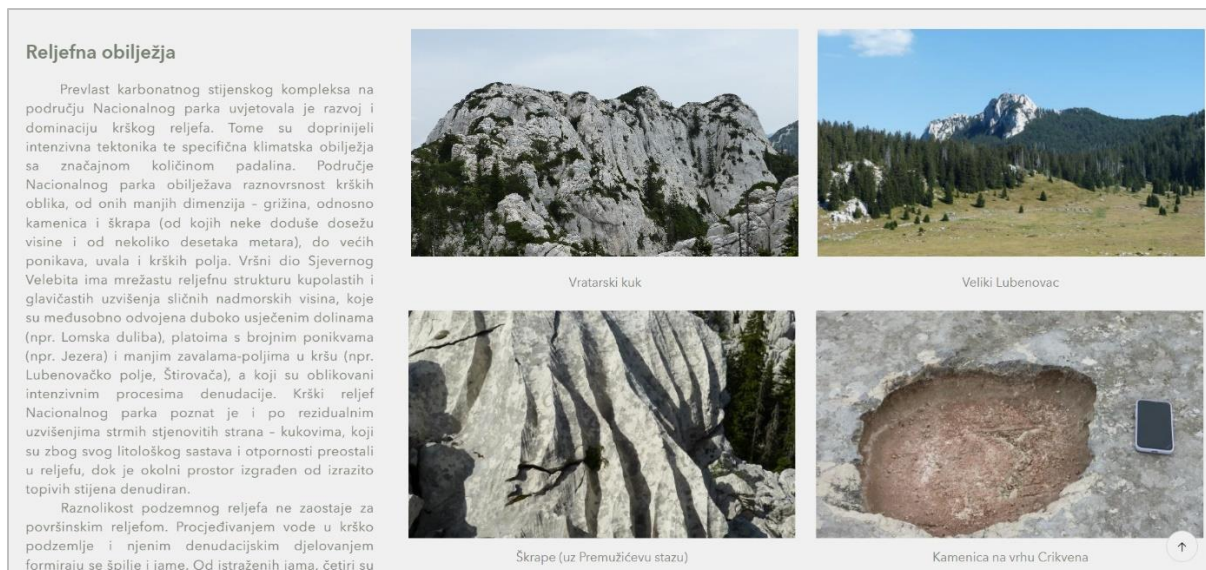 Reljefna obilježja
Prevlast karbonatnog stijenskog kompleksa na
području Nacionalnog parka uvjetovala je razvoj i
dominaciju krškog reljefa. Tome su doprinijeli
intenzivna tektonika te specifična klimatska obilježja
sa značajnom količinom padalina. Područje
Nacionalnog parka obilježava raznovrsnost krških
oblika, od onih manjih dimenzija – grižina, odnosno
kamenica i škrapa (od kojih neke doduše dosežu
visine i od nekoliko desetaka metara), do većih
ponikava, uvala i krških polja. Vršni dio Sjevernog
Velebita ima mrežastu reljefnu strukturu kupolastih i
glavičastih uzvišenja sličnih nadmorskih visina, koje
su međusobno odvojena duboko usječenim dolinama
(npr. Lomska duliba), platoima s brojnim ponikvama
(npr. Jezera) i manjim zavalama-poljima u kršu (npr.
Lubenovačko polje, Štirovača), a koji su oblikovani
intenzivnim procesima denudacije. Krški reljef
Nacionalnog parka poznat je i po rezidualnim
uzvišenjima strmih stjenovitih strana – kukovima, koji
su zbog svog litološkog sastava i otpornosti preostali
u reljefu, dok je okolni prostor izgrađen od izrazito
topivih stijena denudiran.
Raznolikost podzemnog reljefa ne zaostaje za
površinskim reljefom. Procjeđivanjem vode u krško
podzemlje i njenim denudacijskim djelovanjem
formiraju se špilje i jame. Od istraženih jama, četiri su
Vratarski kuk
Veliki Lubenovac
Škrape (uz Premužićevu stazu)
Kamenica na vrhu Crikvena